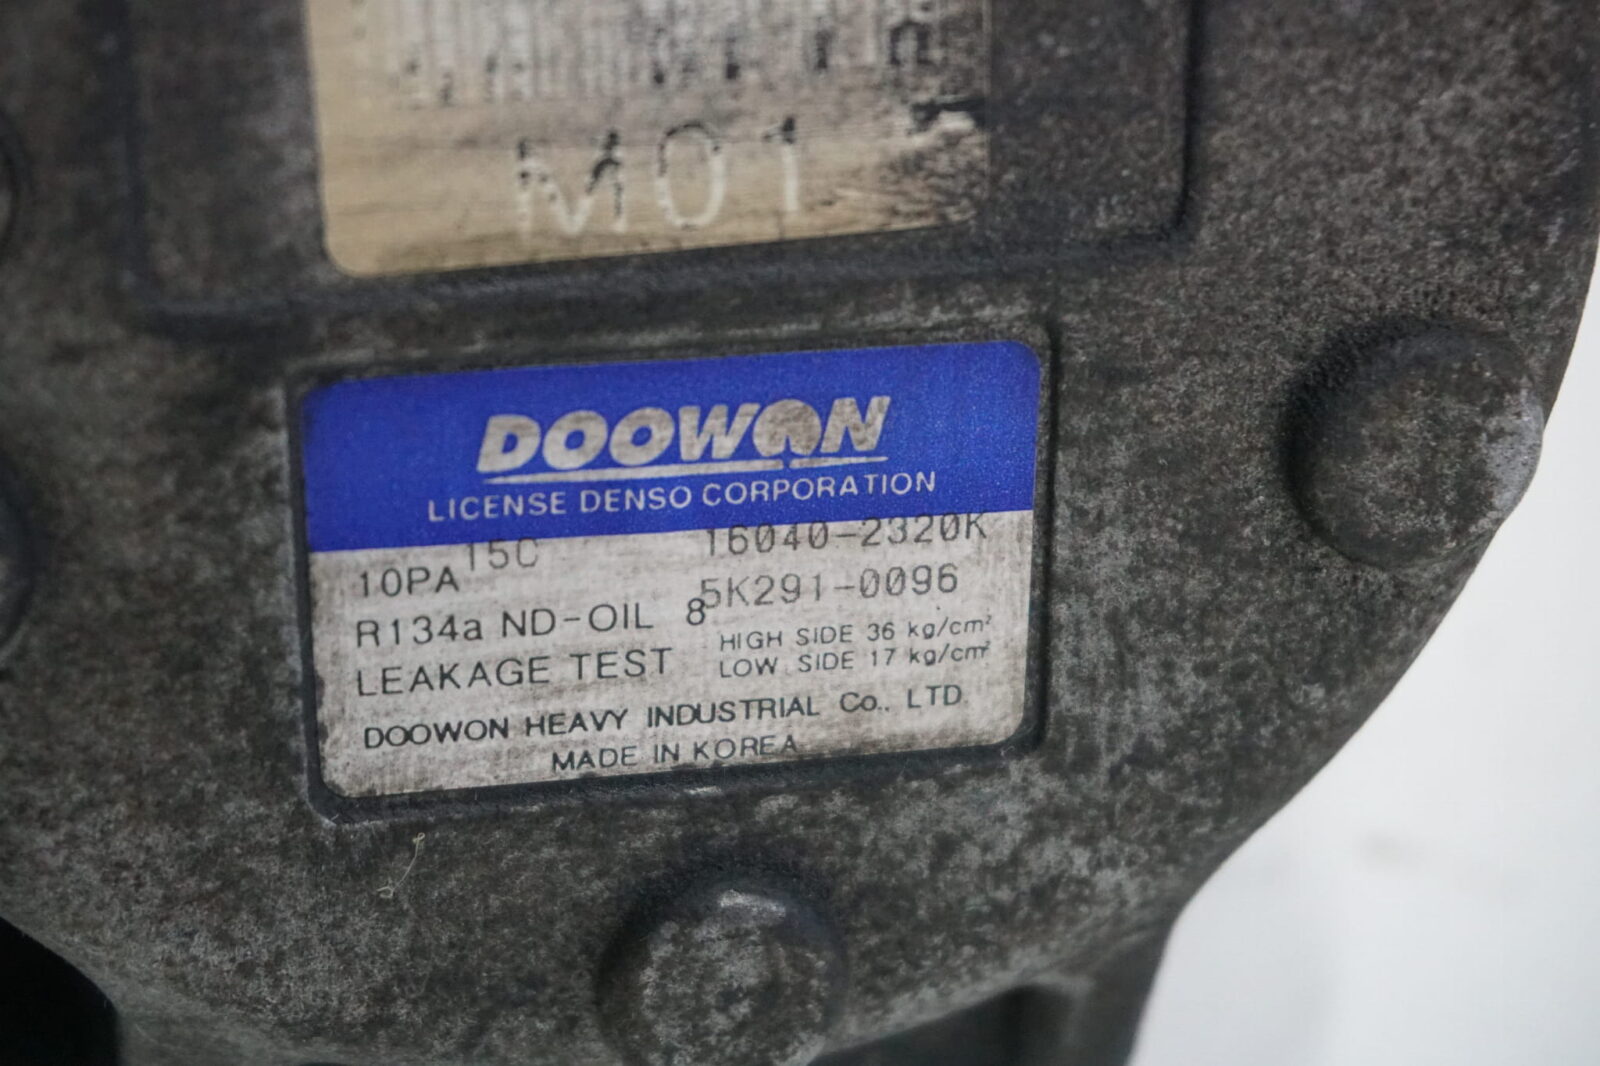 M01
DOOWON
LICENSE DENSO CORPORATION
10PA 15C 16040-2320K
R134a ND-OIL 8 5K291-0096
LEAKAGE TEST HIGH SIDE 36 kg/cm²
LOW SIDE 17 kg/cm²
DOOWON HEAVY INDUSTRIAL Co., LTD.
MADE IN KOREA